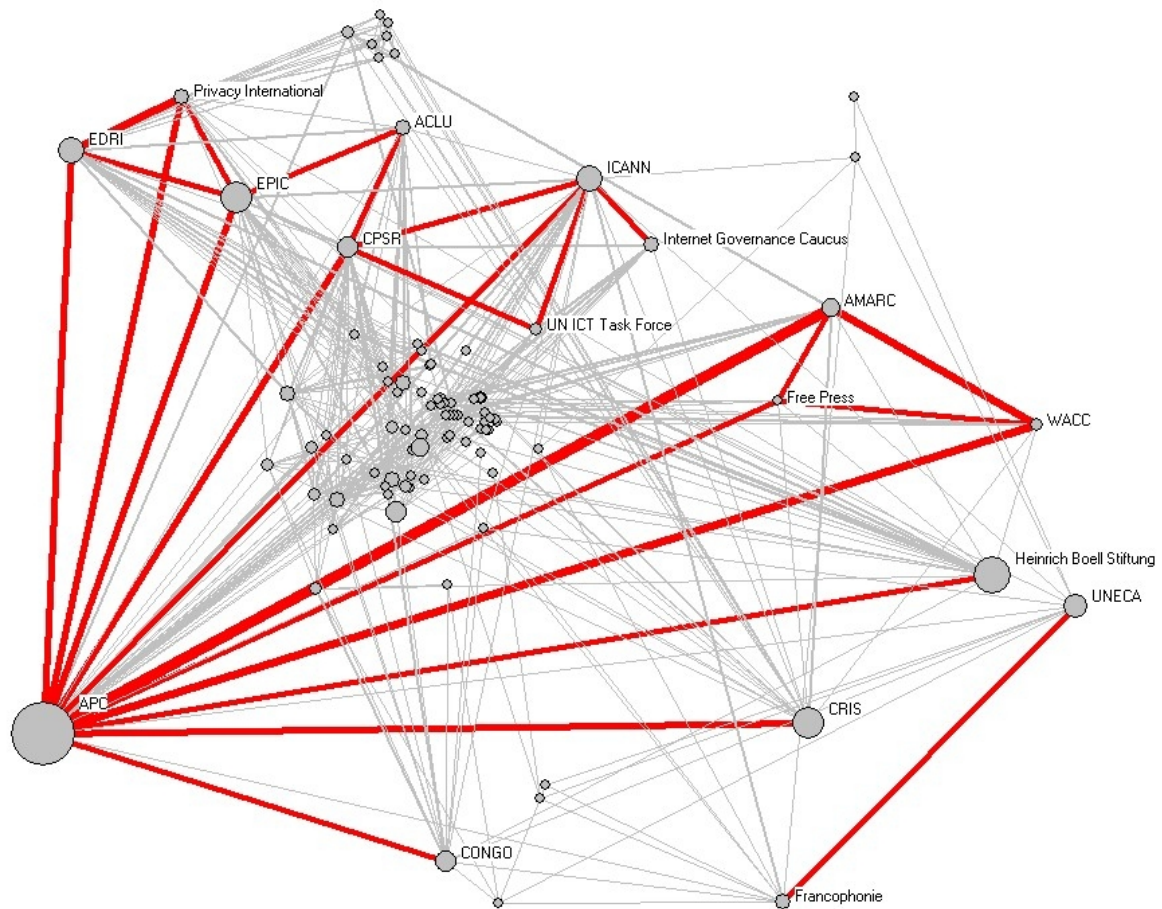 Privacy International
EDRI
ACLU
EPIC
ICANN
CPSR
Internet Governance Caucus
AMARC
UN ICT Task Force
Free Press
WACC
Heinrich Boell Stiftung
UNECA
APC
CRIS
CONGO
Francophonie